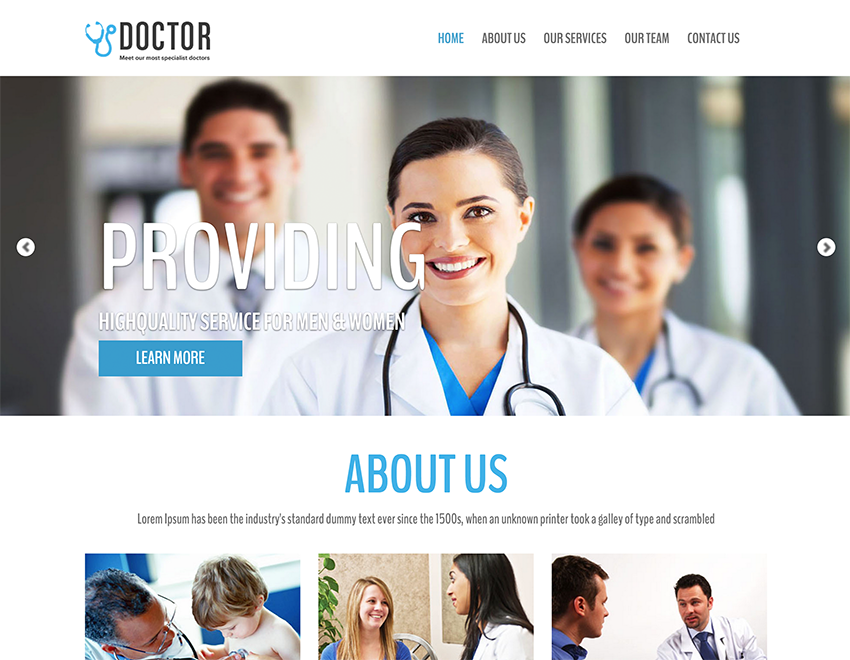 DOCTOR
Meet our most specialist doctors
HOME ABOUT US OUR SERVICES OUR TEAM CONTACT US
PROVIDING
HIGHQUALITY SERVICE FOR MEN & WOMEN
LEARN MORE
ABOUT US
Lorem Ipsum has been the industry's standard dummy text ever since the 1500s, when an unknown printer took a galley of type and scrambled